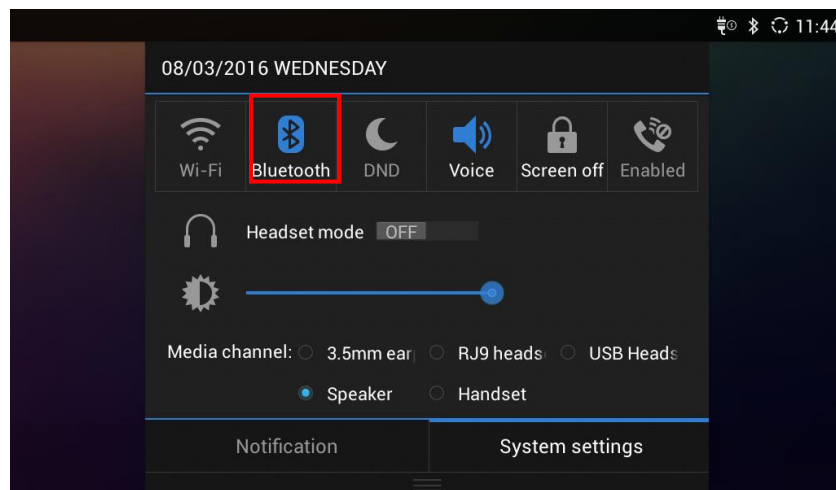 11:44
08/03/2016 WEDNESDAY
Wi-Fi Bluetooth DND Voice Screen off Enabled
Headset mode OFF
Media channel: 3.5mm ear RJ9 heads USB Heads
Speaker Handset
Notification System settings